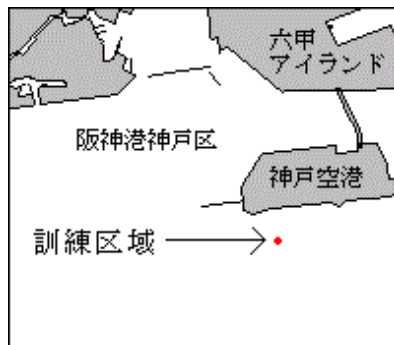 六甲
アイランド
阪神港神戸区
神戸空港
訓練区域